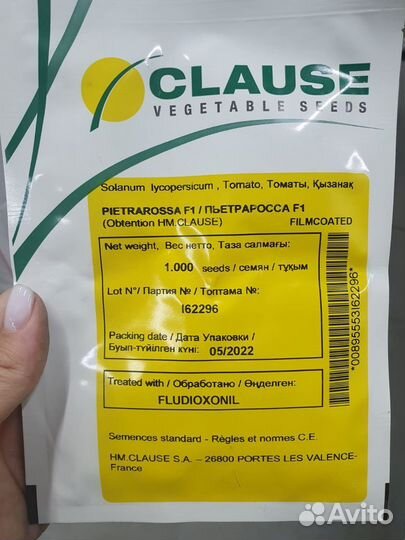 CLAUSE
VEGETABLE SEEDS
Solanum lycopersicum , Tomato, Томаты, Қызанақ
PIETRAROSSA F1 / ПЬЕТРАРОССА F1
(Obtention HM.CLAUSE) FILMCOATED
Net weight, Вес нетто, Таза салмағы:
1.000 seeds / семян / тұқым
Lot N°/ Партия № / Топтама №:
I62296
Packing date / Дата Упаковки /
Буып-түйілген күні: 05/2022
Treated with / Обработано / Өңделген:
FLUDIOXONIL
*00895553I62296*
Semences standard - Règles et normes C.E.
HM.CLAUSE S.A. – 26800 PORTES LES VALENCE-
France
Avito